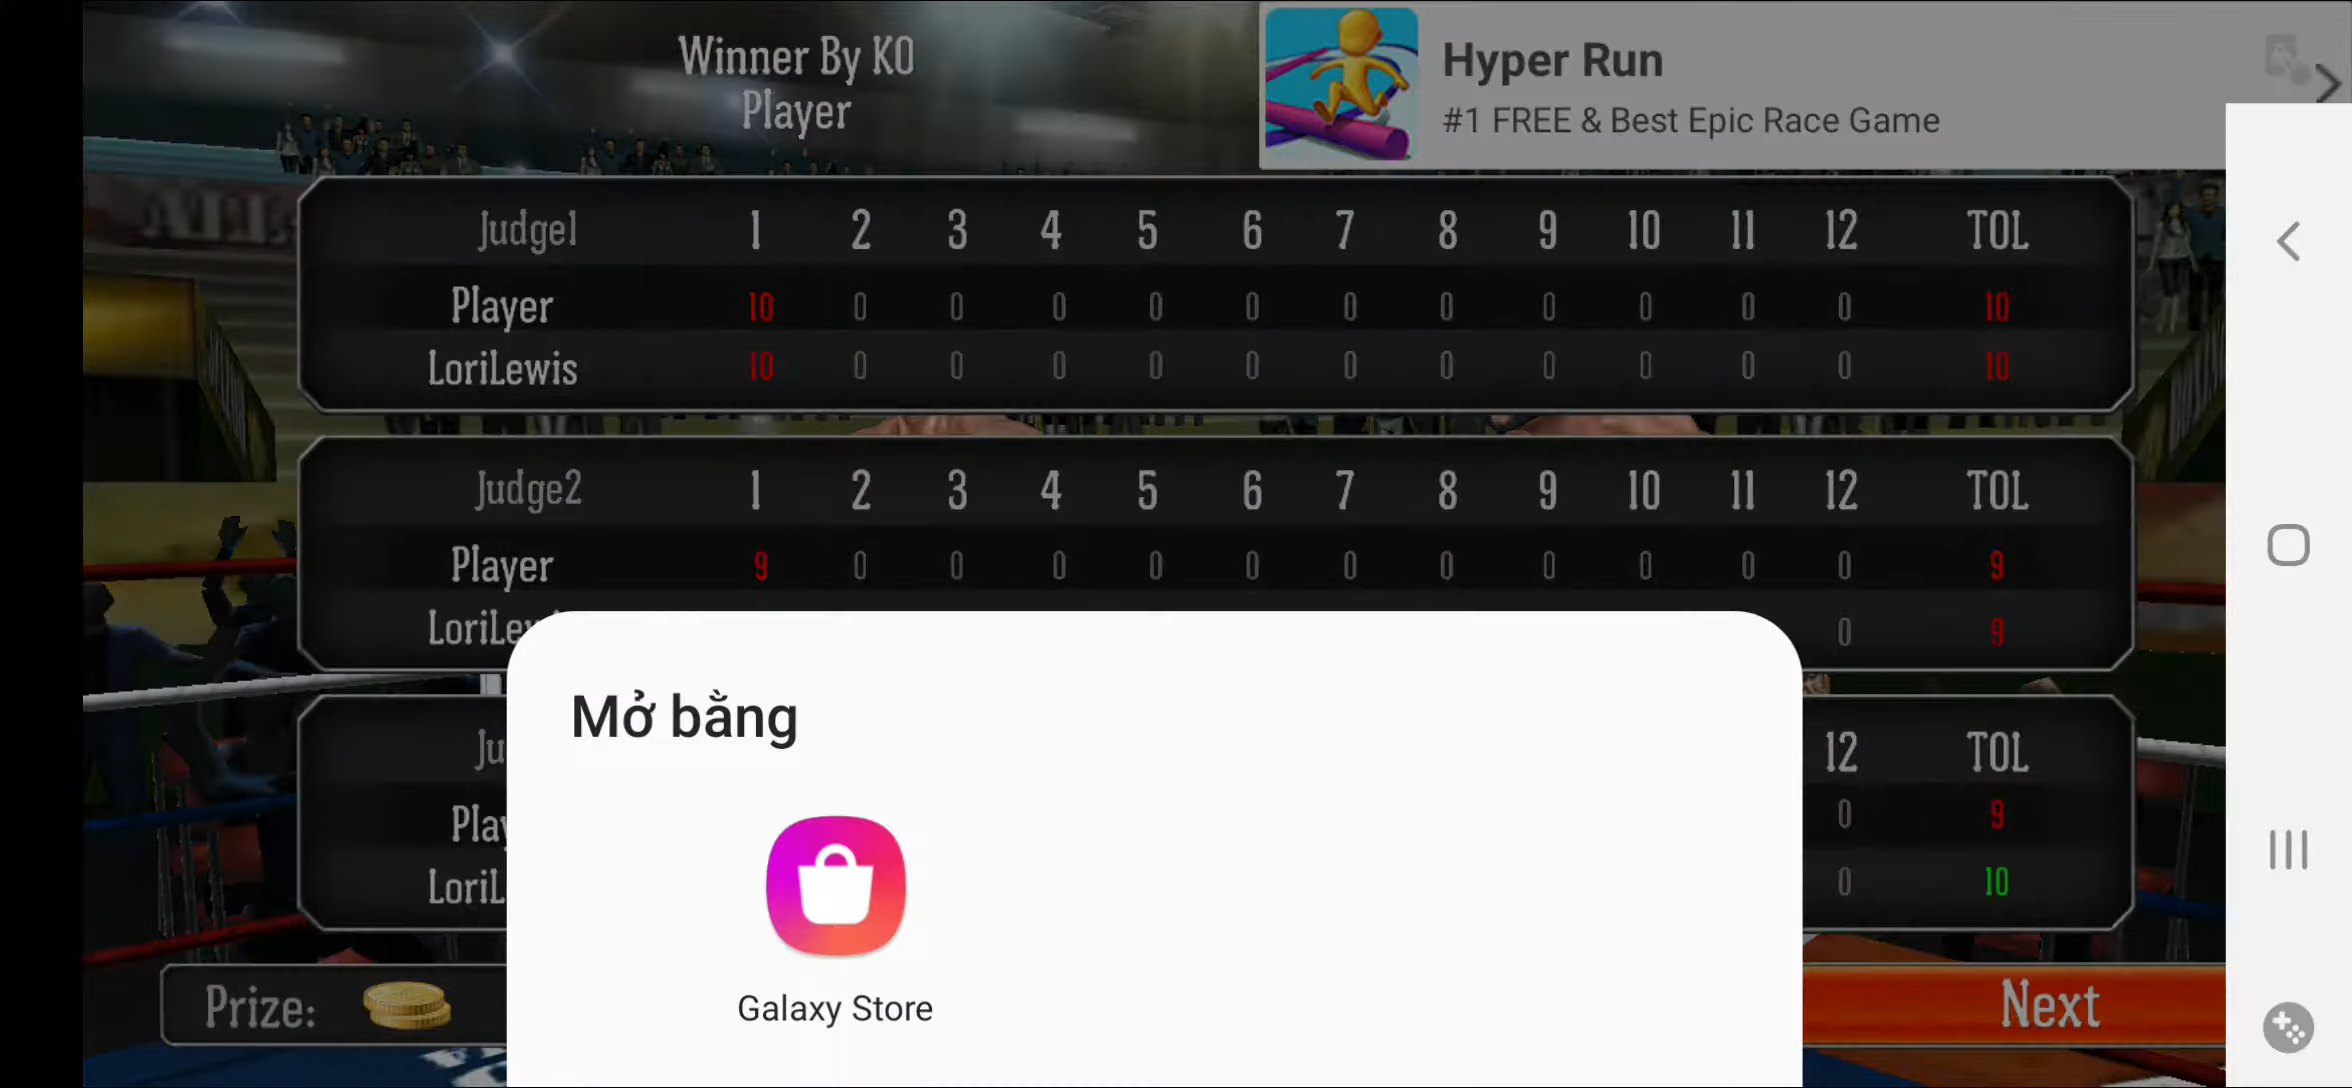 Winner By KO
Player
Hyper Run
#1 FREE & Best Epic Race Game
Judge1 1 2 3 4 5 6 7 8 9 10 11 12 TOL
Player 10 0 0 0 0 0 0 0 0 0 0 0 10
LoriLewis 10 0 0 0 0 0 0 0 0 0 0 0 10
Judge2 1 2 3 4 5 6 7 8 9 10 11 12 TOL
Player 9 0 0 0 0 0 0 0 0 0 0 0 9
LoriLew 0 9
Ju 12 TOL
Play 0 9
LoriL 0 10
Mở bằng
Galaxy Store
Prize:
Next